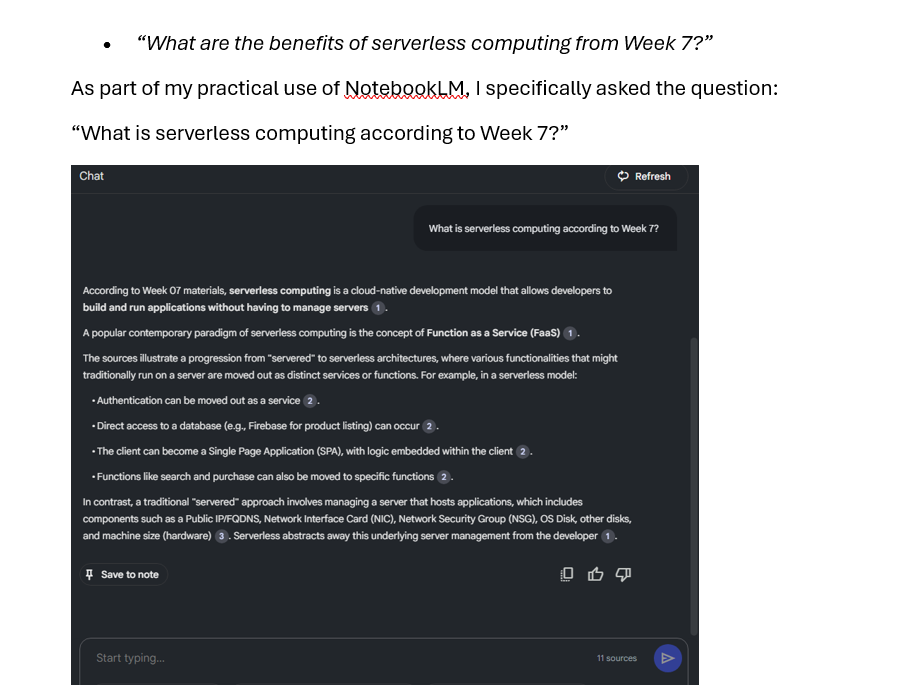 • “What are the benefits of serverless computing from Week 7?”
As part of my practical use of NotebookLM, I specifically asked the question:
“What is serverless computing according to Week 7?”
Chat
Refresh
What is serverless computing according to Week 7?
According to Week 07 materials, serverless computing is a cloud-native development model that allows developers to
build and run applications without having to manage servers 1.
A popular contemporary paradigm of serverless computing is the concept of Function as a Service (FaaS) 1.
The sources illustrate a progression from "servered" to serverless architectures, where various functionalities that might
traditionally run on a server are moved out as distinct services or functions. For example, in a serverless model:
• Authentication can be moved out as a service 2.
• Direct access to a database (e.g., Firebase for product listing) can occur 2.
• The client can become a Single Page Application (SPA), with logic embedded within the client 2.
• Functions like search and purchase can also be moved to specific functions 2.
In contrast, a traditional "servered" approach involves managing a server that hosts applications, which includes
components such as a Public IP/FQDNS, Network Interface Card (NIC), Network Security Group (NSG), OS Disk, other disks,
and machine size (hardware) 3. Serverless abstracts away this underlying server management from the developer 1.
Save to note
Start typing...
11 sources